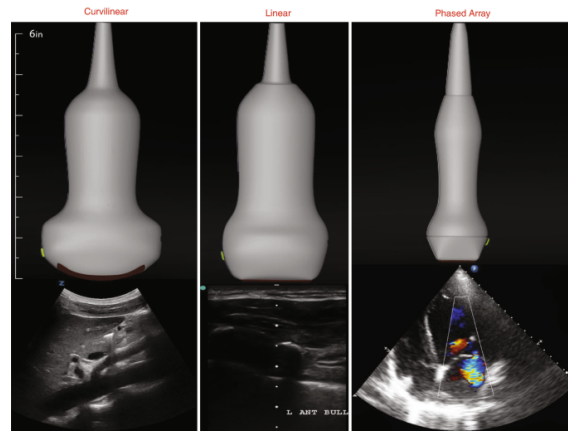 Curvilinear
Linear
Phased Array
6in
Z
L ANT BULL